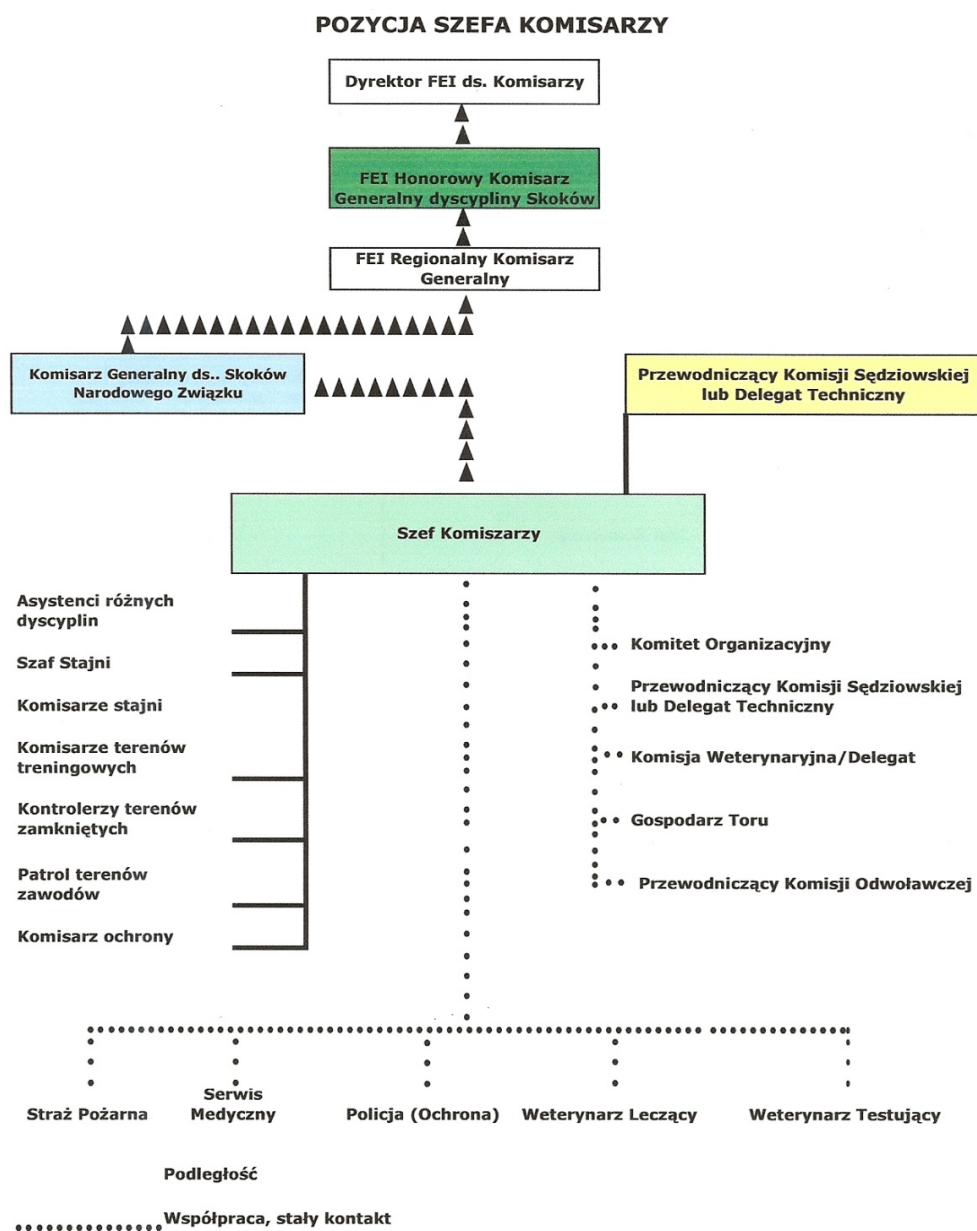 POZYCJA SZEFA KOMISARZY
Dyrektor FEI ds. Komisarzy
FEI Honorowy Komisarz
Generalny dyscypliny Skoków
FEI Regionalny Komisarz
Generalny
Komisarz Generalny ds.. Skoków
Narodowego Związku
Przewodniczący Komisji Sędziowskiej
lub Delegat Techniczny
Szef Komiszarzy
Asystenci różnych
dyscyplin
Szaf Stajni
Komisarze stajni
Komisarze terenów
treningowych
Kontrolerzy terenów
zamkniętych
Patrol terenów
zawodów
Komisarz ochrony
Komitet Organizacyjny
Przewodniczący Komisji Sędziowskiej
lub Delegat Techniczny
Komisja Weterynaryjna/Delegat
Gospodarz Toru
Przewodniczący Komisji Odwoławczej
Straż Pożarna
Serwis
Medyczny
Policja (Ochrona)
Weterynarz Leczący
Weterynarz Testujący
Podległość
Współpraca, stały kontakt